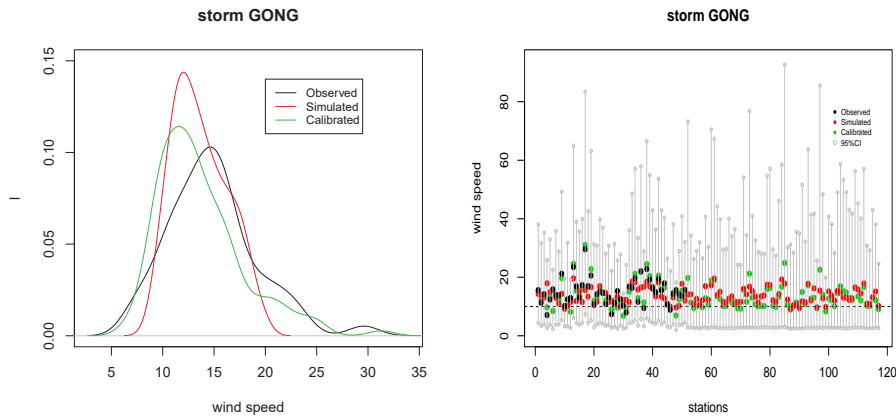 storm GONG
0.15
0.10
0.05
0.00
l
Observed
Simulated
Calibrated
5 10 15 20 25 30 35
wind speed
storm GONG
80
60
40
20
0
wind speed
Observed
Simulated
Calibrated
95%CI
0 20 40 60 80 100 120
stations